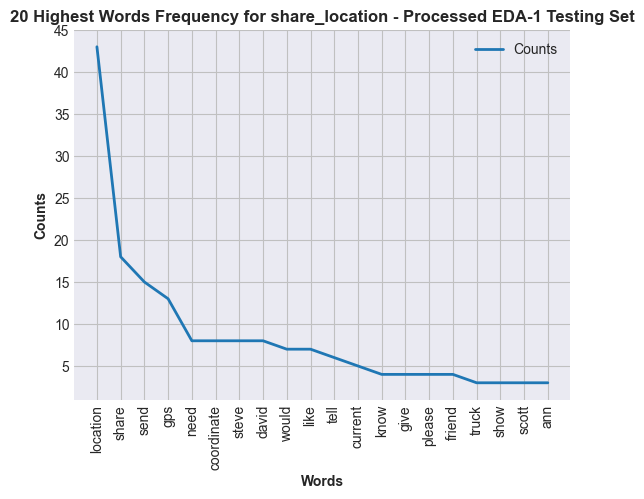 20 Highest Words Frequency for share_location - Processed EDA-1 Testing Set
Counts
45
40
35
30
25
20
15
10
5
Counts
location
share
send
gps
need
coordinate
steve
david
would
like
tell
current
know
give
please
friend
truck
show
scott
ann
Words